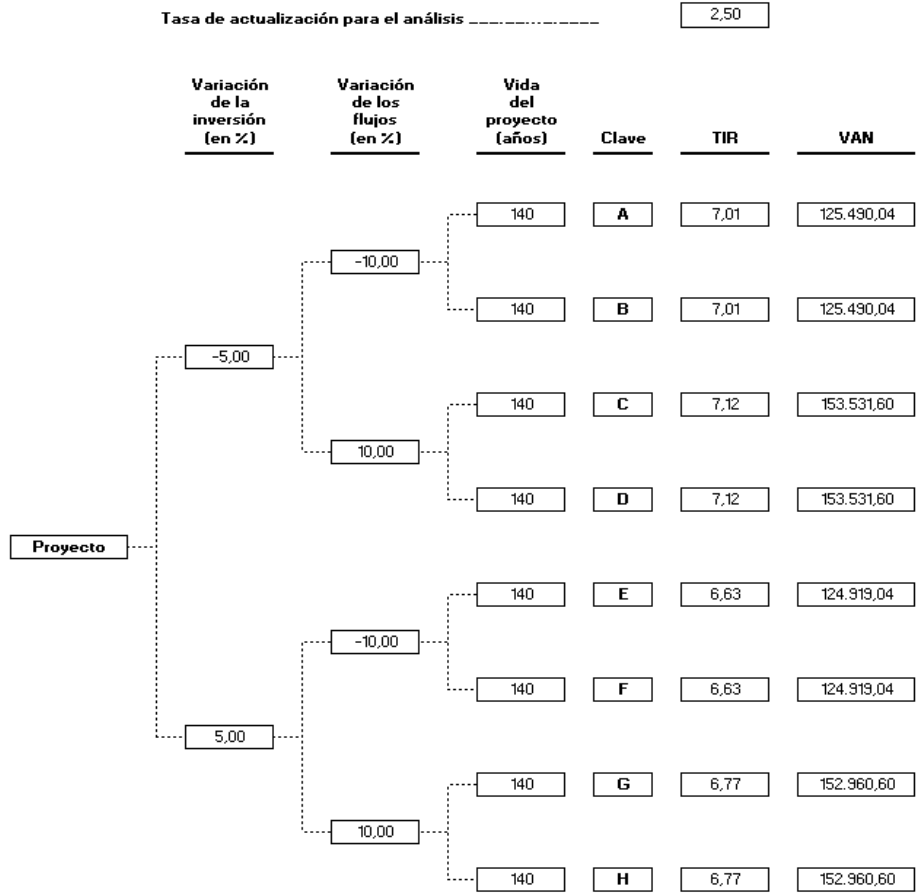 Tasa de actualización para el análisis 2,50
Variación de la inversión (en %)
Variación de los flujos (en %)
Vida del proyecto (años)
Clave
TIR
VAN
140 A 7,01 125.490,04
-10,00
140 B 7,01 125.490,04
-5,00
140 C 7,12 153.531,60
10,00
140 D 7,12 153.531,60
Proyecto
140 E 6,63 124.919,04
-10,00
140 F 6,63 124.919,04
5,00
140 G 6,77 152.960,60
10,00
140 H 6,77 152.960,60